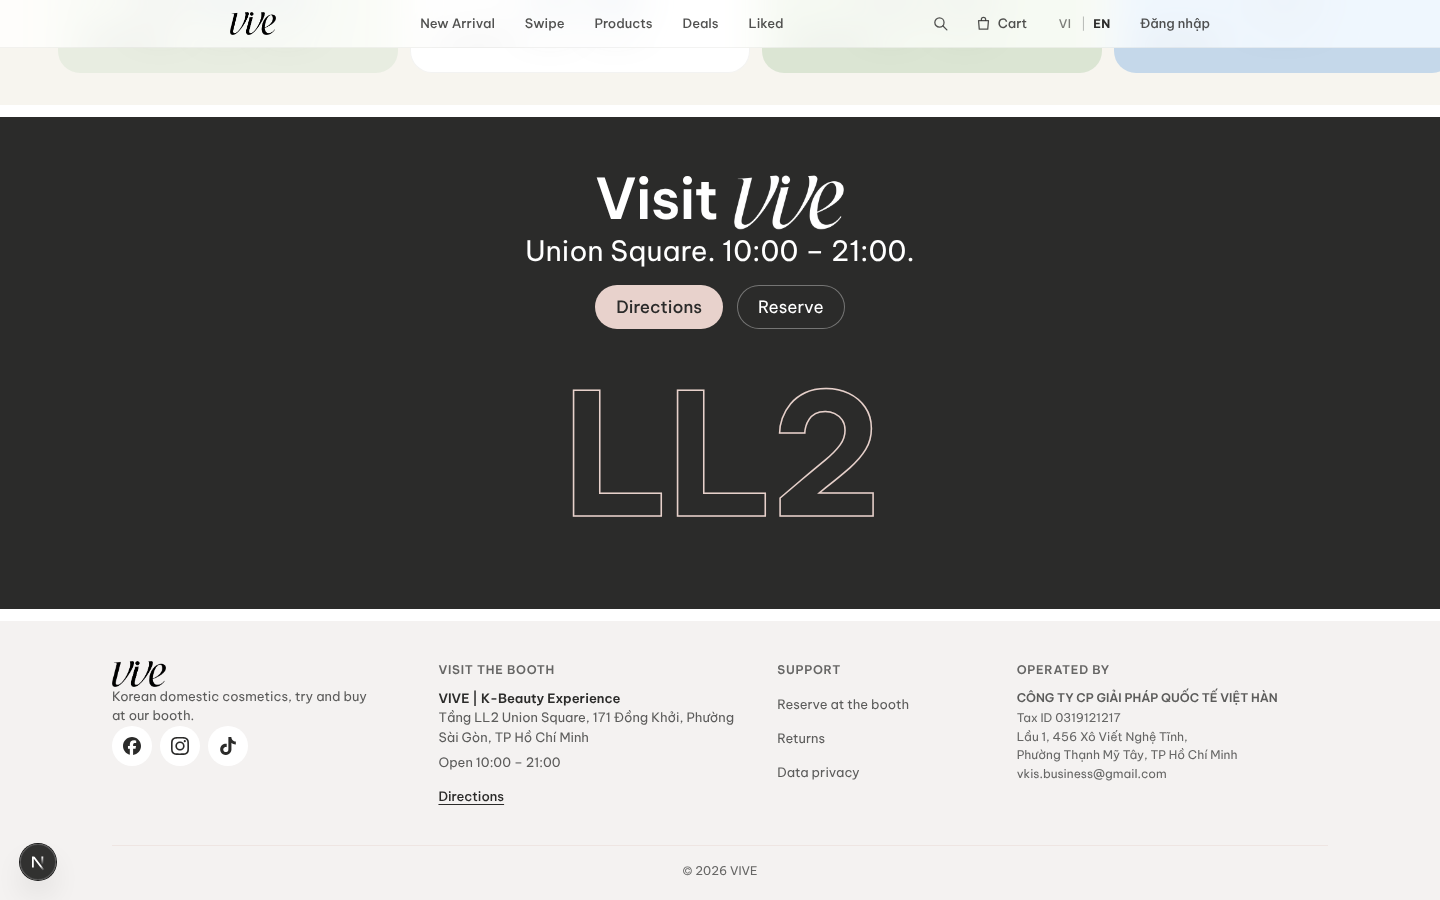 ViVe
New Arrival
Swipe
Products
Deals
Liked
Cart
VI | EN
Đăng nhập
Visit ViVe
Union Square. 10:00 – 21:00.
Directions
Reserve
LL2
ViVe
Korean domestic cosmetics, try and buy
at our booth.
VISIT THE BOOTH
VIVE | K-Beauty Experience
Tầng LL2 Union Square, 171 Đồng Khởi, Phường
Sài Gòn, TP Hồ Chí Minh
Open 10:00 – 21:00
Directions
SUPPORT
Reserve at the booth
Returns
Data privacy
OPERATED BY
CÔNG TY CP GIẢI PHÁP QUỐC TẾ VIỆT HÀN
Tax ID 0319121217
Lầu 1, 456 Xô Viết Nghệ Tĩnh,
Phường Thạnh Mỹ Tây, TP Hồ Chí Minh
vkis.business@gmail.com
N
© 2026 VIVE